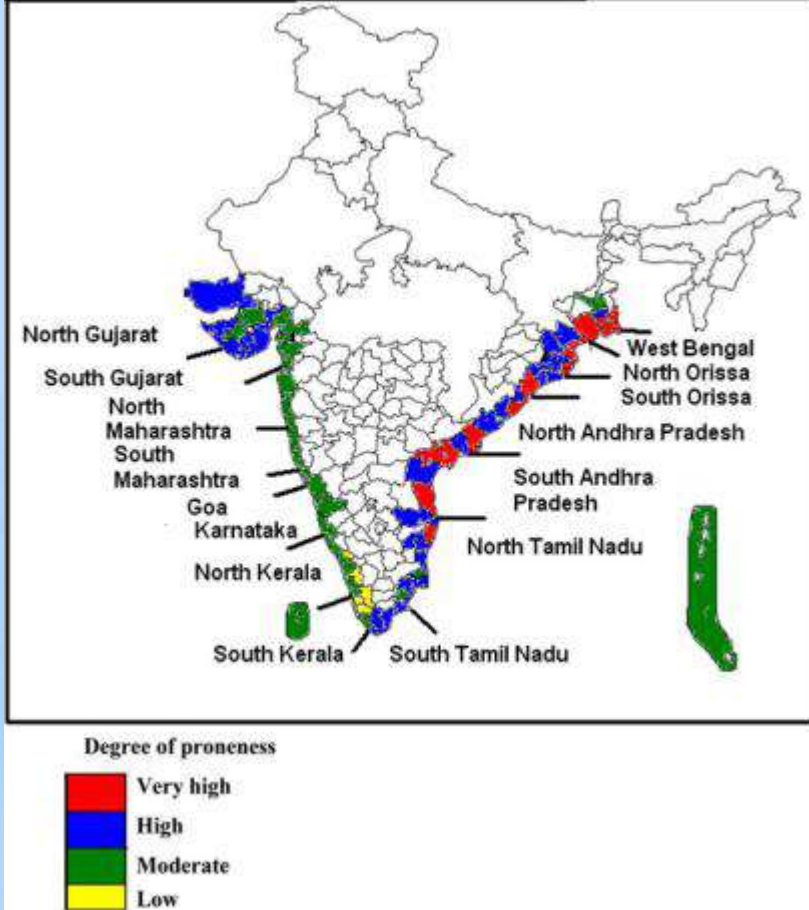 North Gujarat
South Gujarat
North
Maharashtra
South
Maharashtra
Goa
Karnataka
North Kerala
South Kerala
South Tamil Nadu
West Bengal
North Orissa
South Orissa
North Andhra Pradesh
South Andhra
Pradesh
North Tamil Nadu
Degree of proneness
Very high
High
Moderate
Low